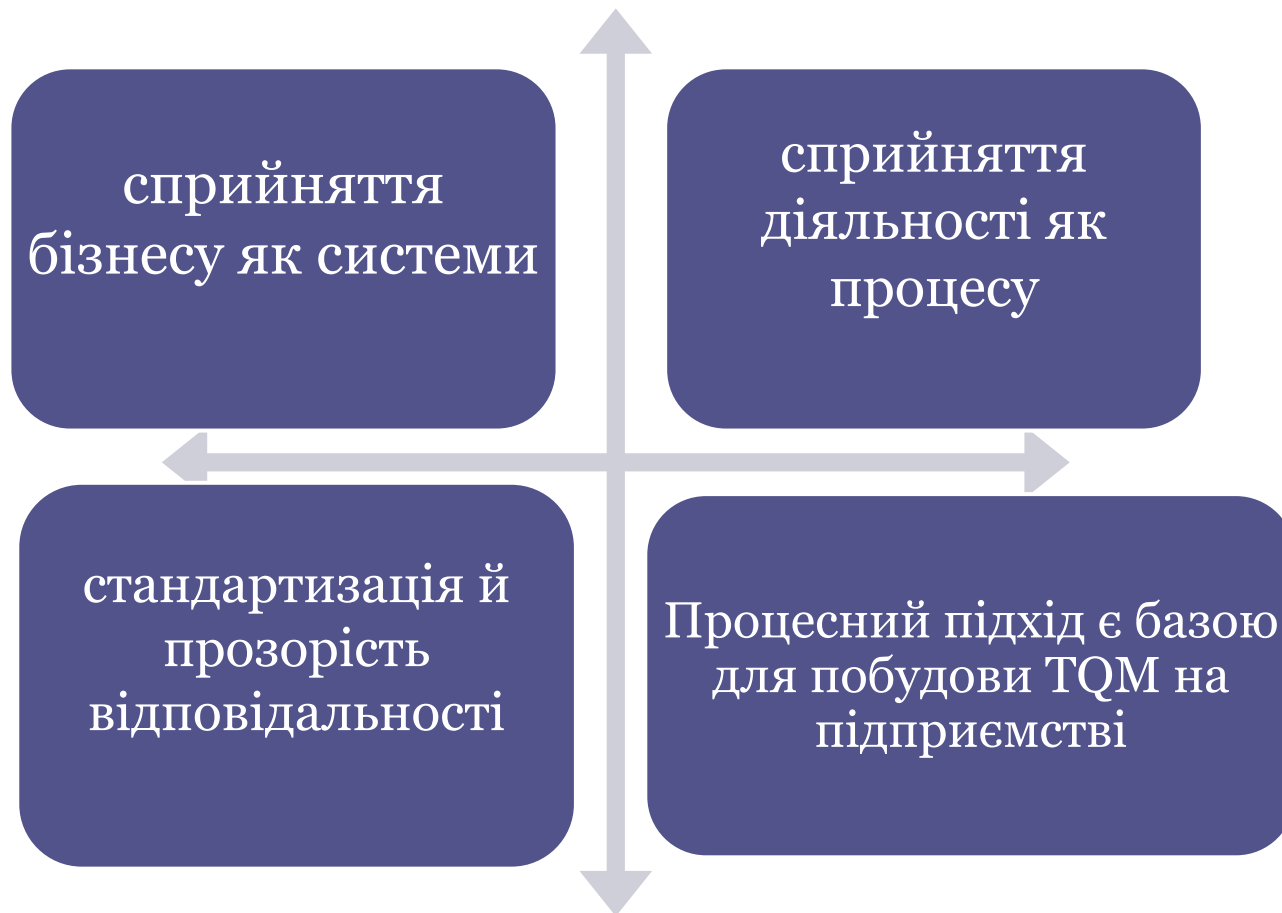 сприйняття
бізнесу як системи
сприйняття
діяльності як
процесу
стандартизація й
прозорість
відповідальності
Процесний підхід є базою
для побудови TQM на
підприємстві